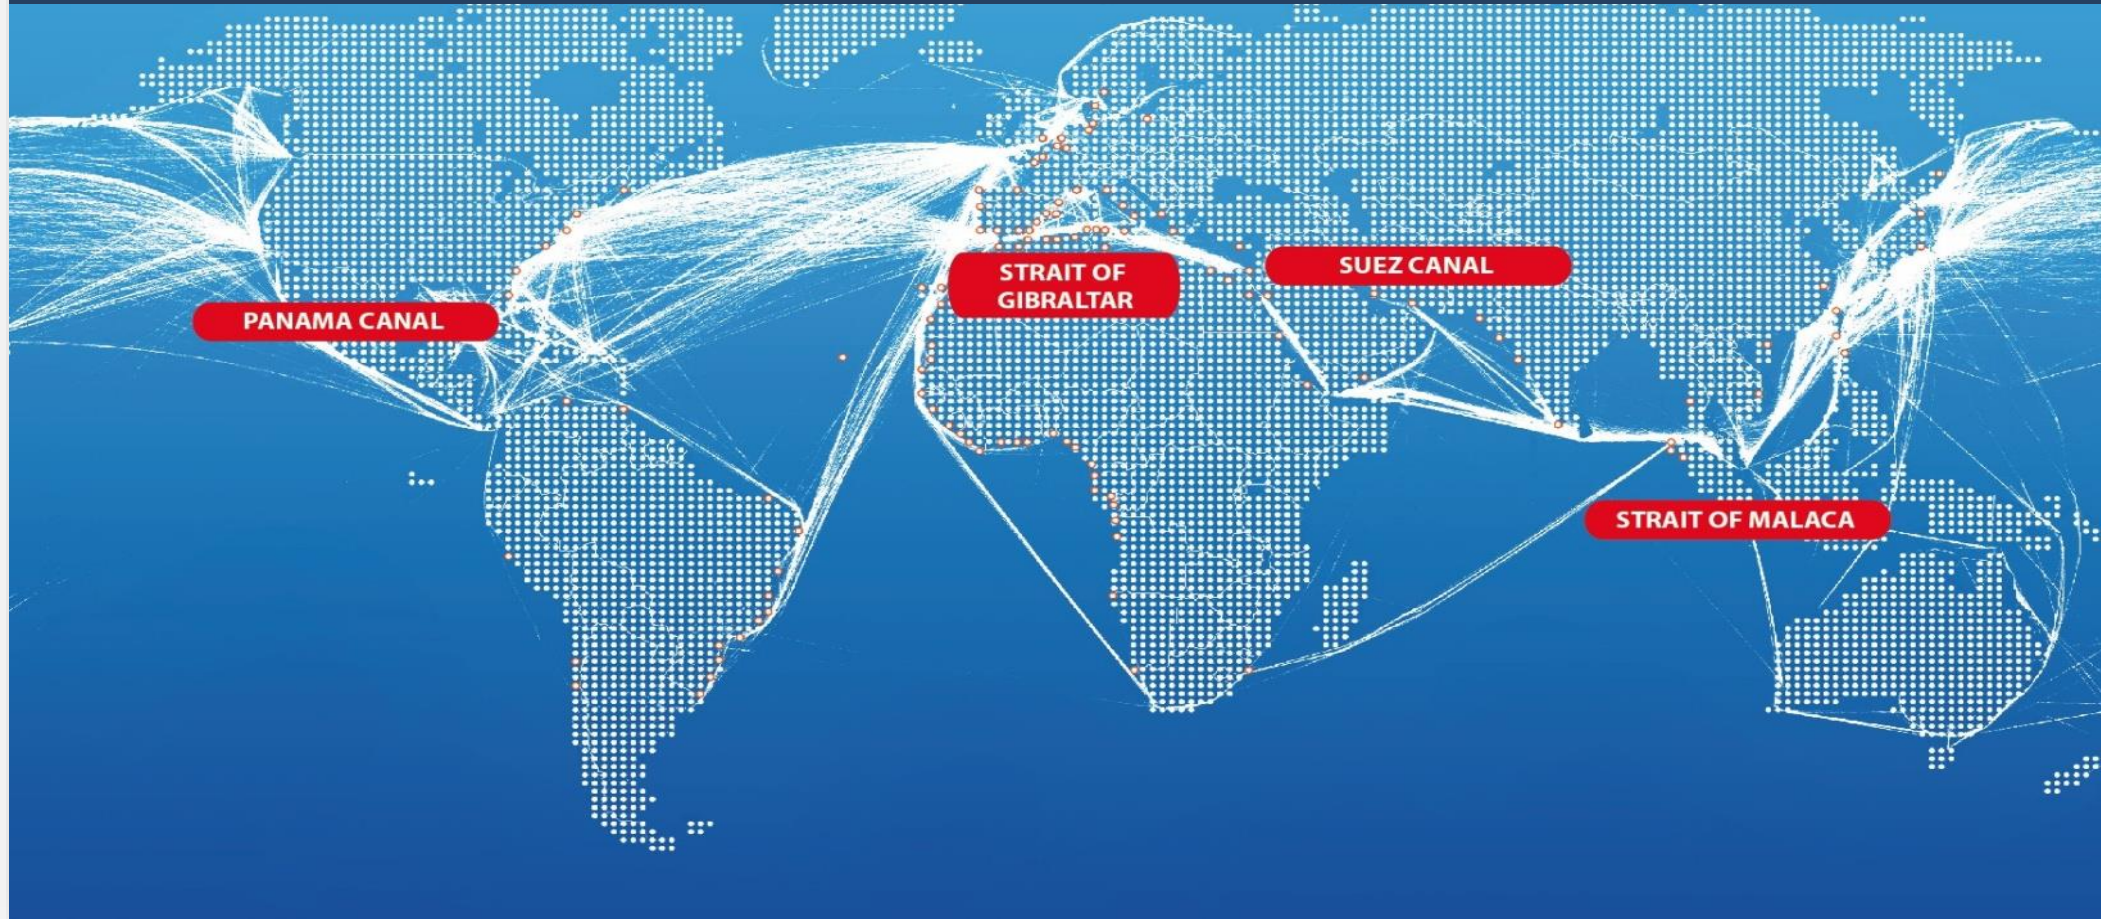 PANAMA CANAL
STRAIT OF
GIBRALTAR
SUEZ CANAL
STRAIT OF MALACA